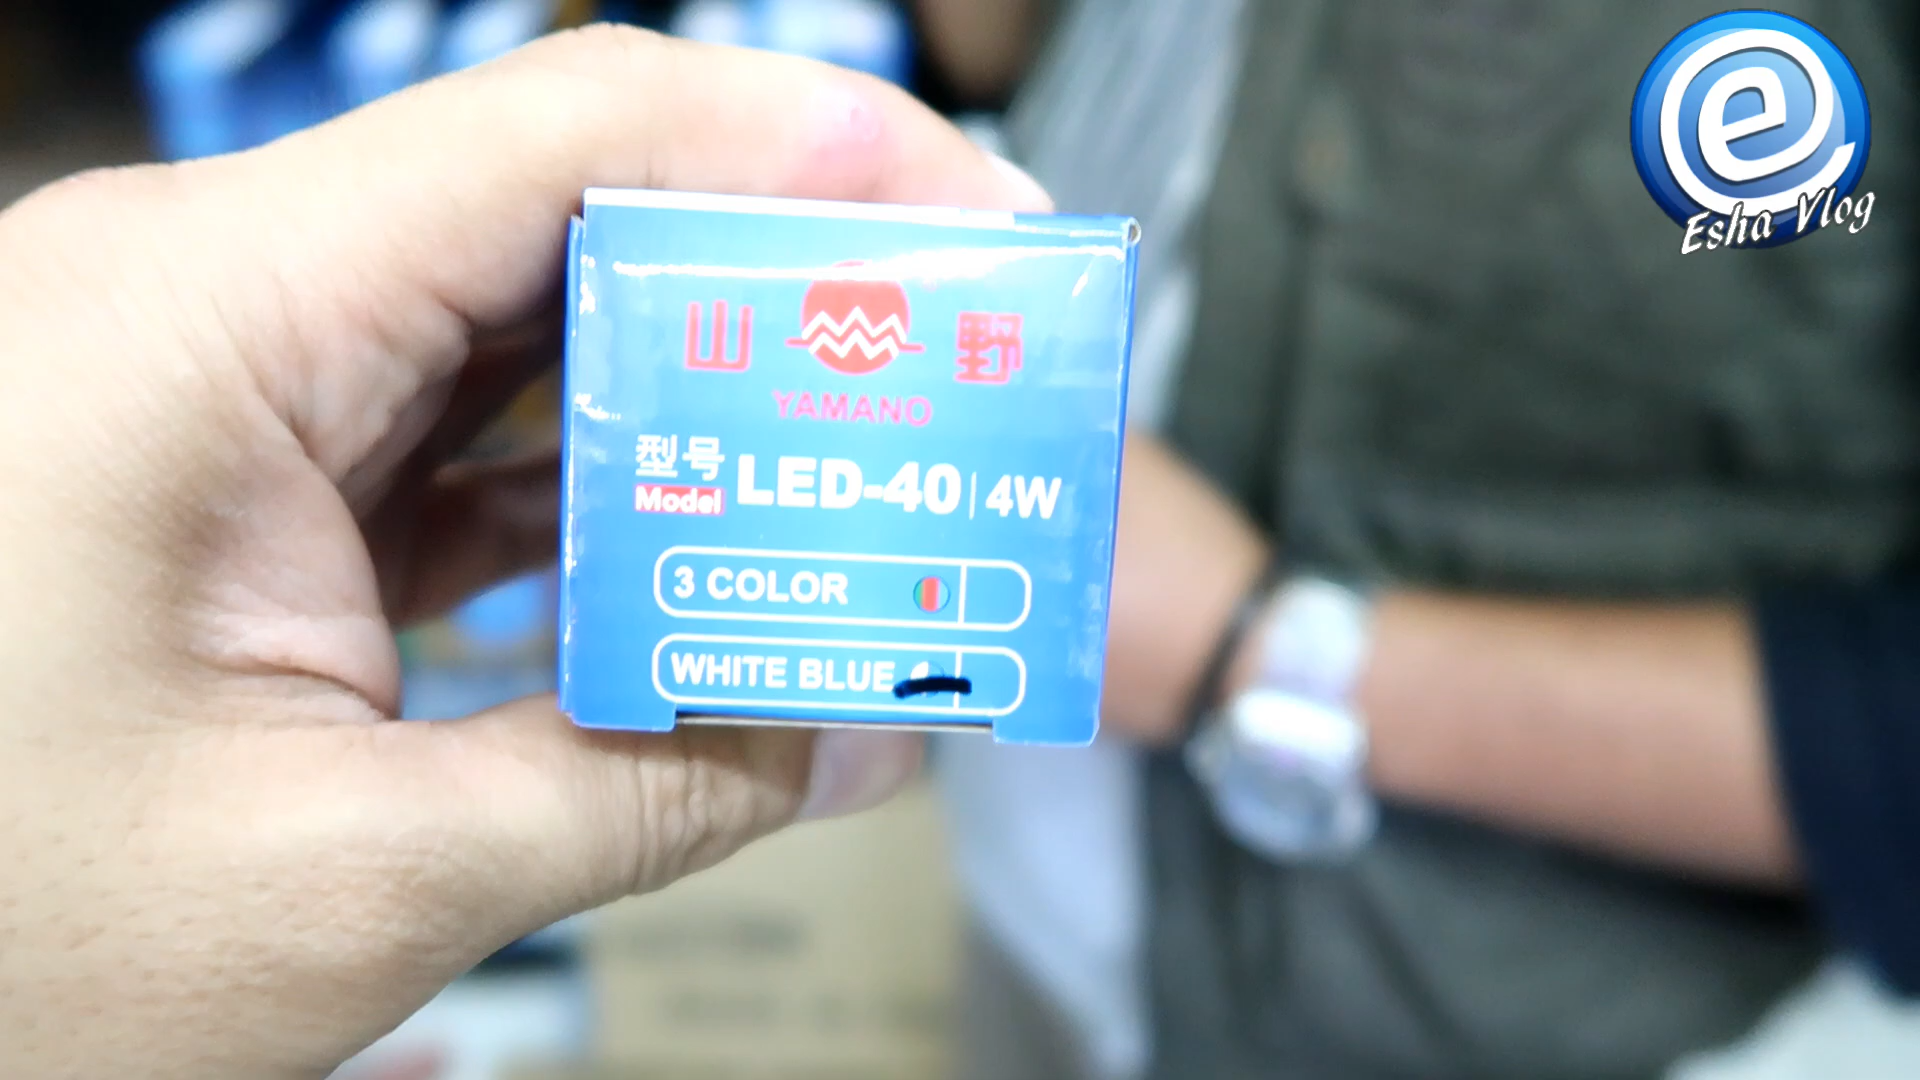 山 野
YAMANO
型号
Model LED-40 | 4W
3 COLOR
WHITE BLUE
e
Esha Vlog